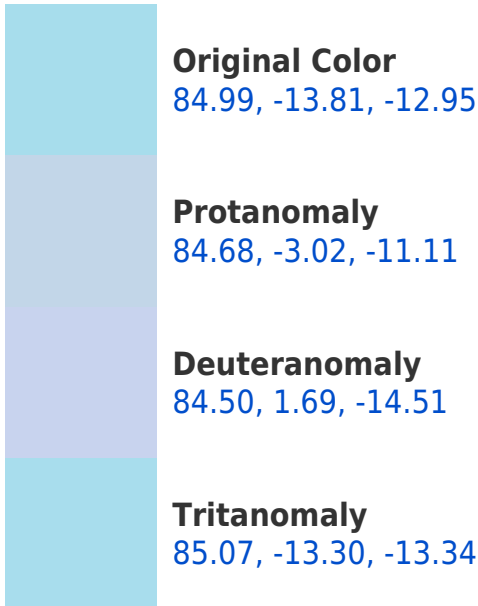 Original Color
84.99, -13.81, -12.95
Protanomaly
84.68, -3.02, -11.11
Deuteranomaly
84.50, 1.69, -14.51
Tritanomaly
85.07, -13.30, -13.34